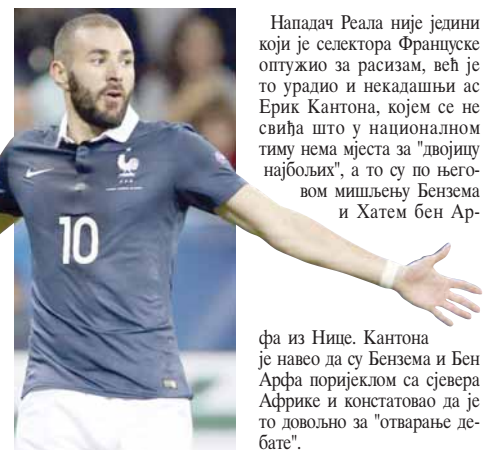 Нападач Реала није једини
који је селектора Француске
оптужио за расизам, већ је
то урадио и некадашњи ас
Ерик Кантона, којем се не
свиђа што у националном
тиму нема мјеста за "двојицу
најбољих", а то су по њего-
вом мишљењу Бензема
и Хатем бен Ар-
фа из Нице. Кантона
је навео да су Бензема и Бен
Арфа поријеклом са сјевера
Африке и констатовао да је
то довољно за "отварање де-
бате".
10